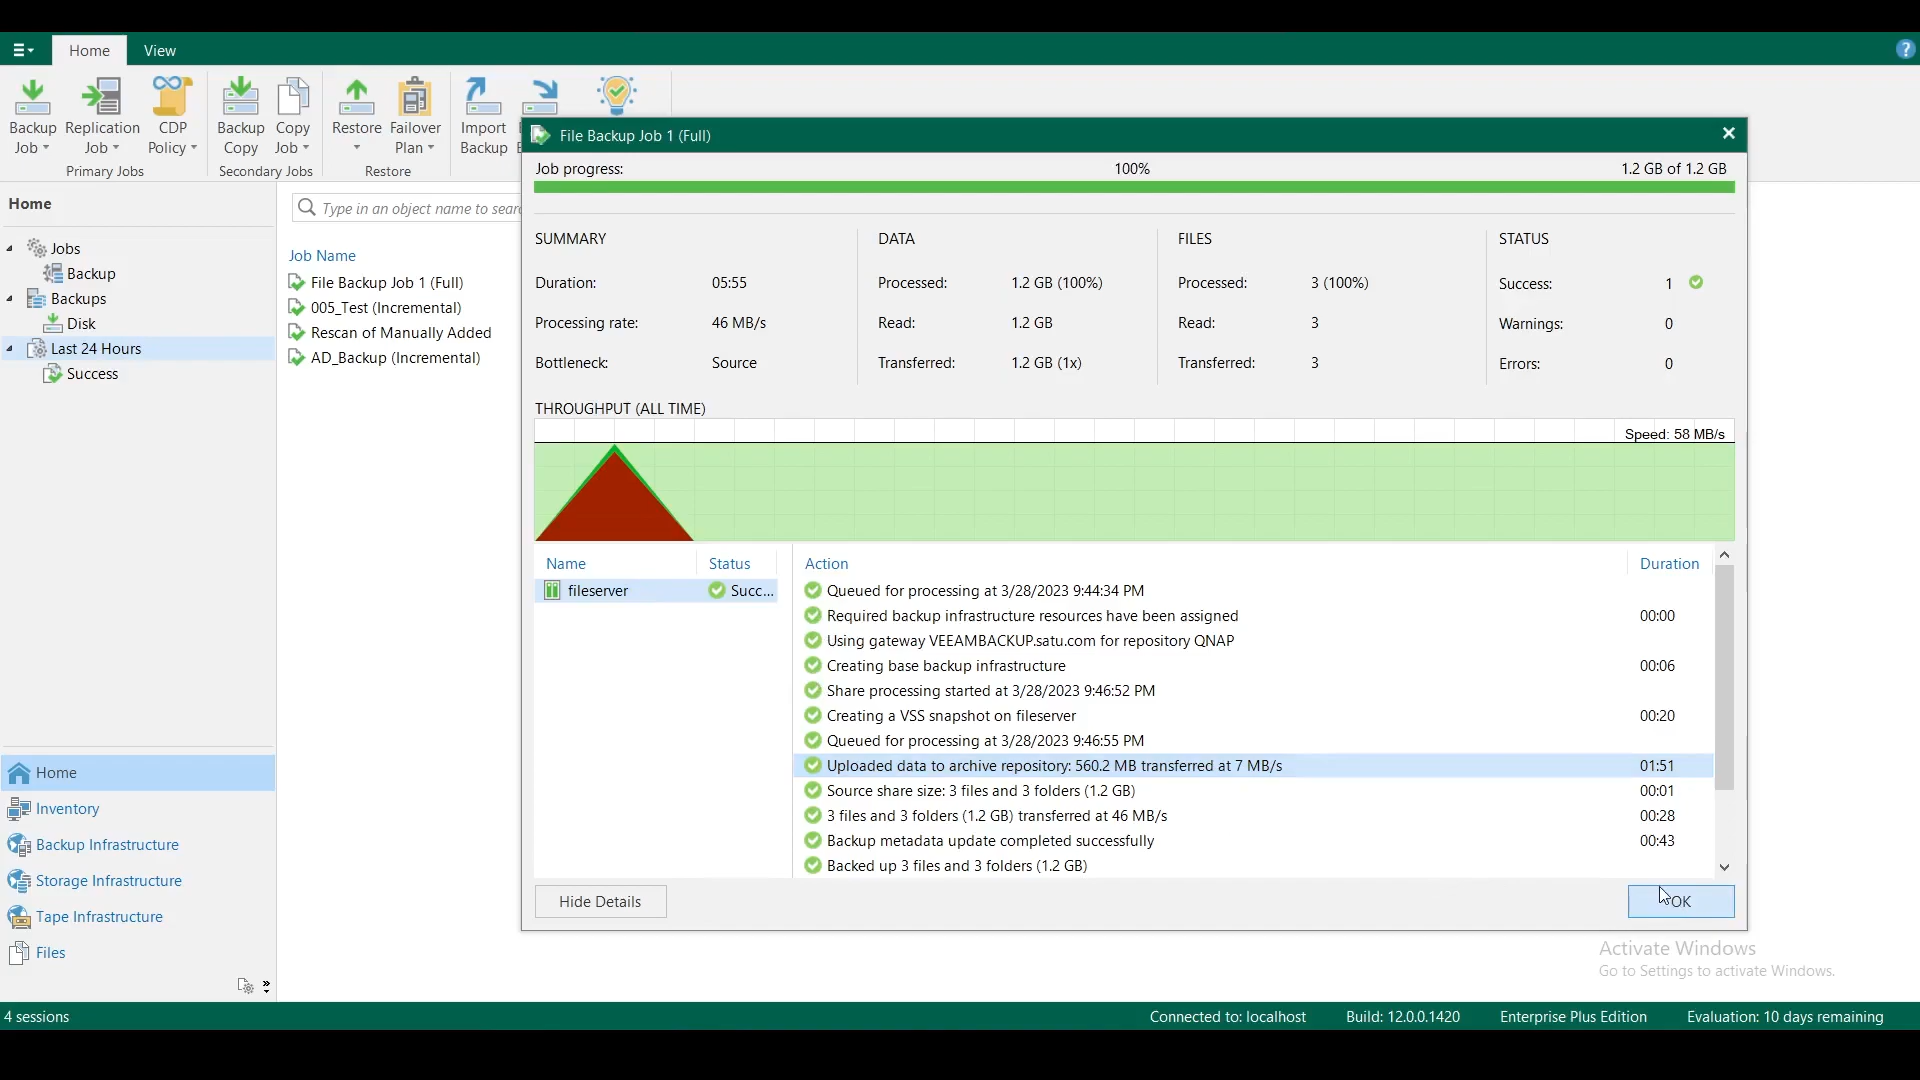 Home View
Backup Job
Replication Job
CDP Policy
Primary Jobs
Backup Copy
Copy Job
Secondary Jobs
Restore
Failover Plan
Restore
Import Backup
File Backup Job 1 (Full)
Job progress: 100% 1.2 GB of 1.2 GB
SUMMARY
Duration: 05:55
Processing rate: 46 MB/s
Bottleneck: Source
DATA
Processed: 1.2 GB (100%)
Read: 1.2 GB
Transferred: 1.2 GB (1x)
FILES
Processed: 3 (100%)
Read: 3
Transferred: 3
STATUS
Success: 1
Warnings: 0
Errors: 0
THROUGHPUT (ALL TIME)
Speed: 58 MB/s
Name Status
fileserver Succ...
Action Duration
Queued for processing at 3/28/2023 9:44:34 PM
Required backup infrastructure resources have been assigned 00:00
Using gateway VEEAMBACKUP.satu.com for repository QNAP
Creating base backup infrastructure 00:06
Share processing started at 3/28/2023 9:46:52 PM
Creating a VSS snapshot on fileserver 00:20
Queued for processing at 3/28/2023 9:46:55 PM
Uploaded data to archive repository: 560.2 MB transferred at 7 MB/s 01:51
Source share size: 3 files and 3 folders (1.2 GB) 00:01
3 files and 3 folders (1.2 GB) transferred at 46 MB/s 00:28
Backup metadata update completed successfully 00:43
Backed up 3 files and 3 folders (1.2 GB)
Hide Details OK
Home
Jobs
Backup
Backups
Disk
Last 24 Hours
Success
Type in an object name to sear
Job Name
File Backup Job 1 (Full)
005_Test (Incremental)
Rescan of Manually Added
AD_Backup (Incremental)
Home
Inventory
Backup Infrastructure
Storage Infrastructure
Tape Infrastructure
Files
Activate Windows
Go to Settings to activate Windows.
4 sessions Connected to: localhost Build: 12.0.0.1420 Enterprise Plus Edition Evaluation: 10 days remaining